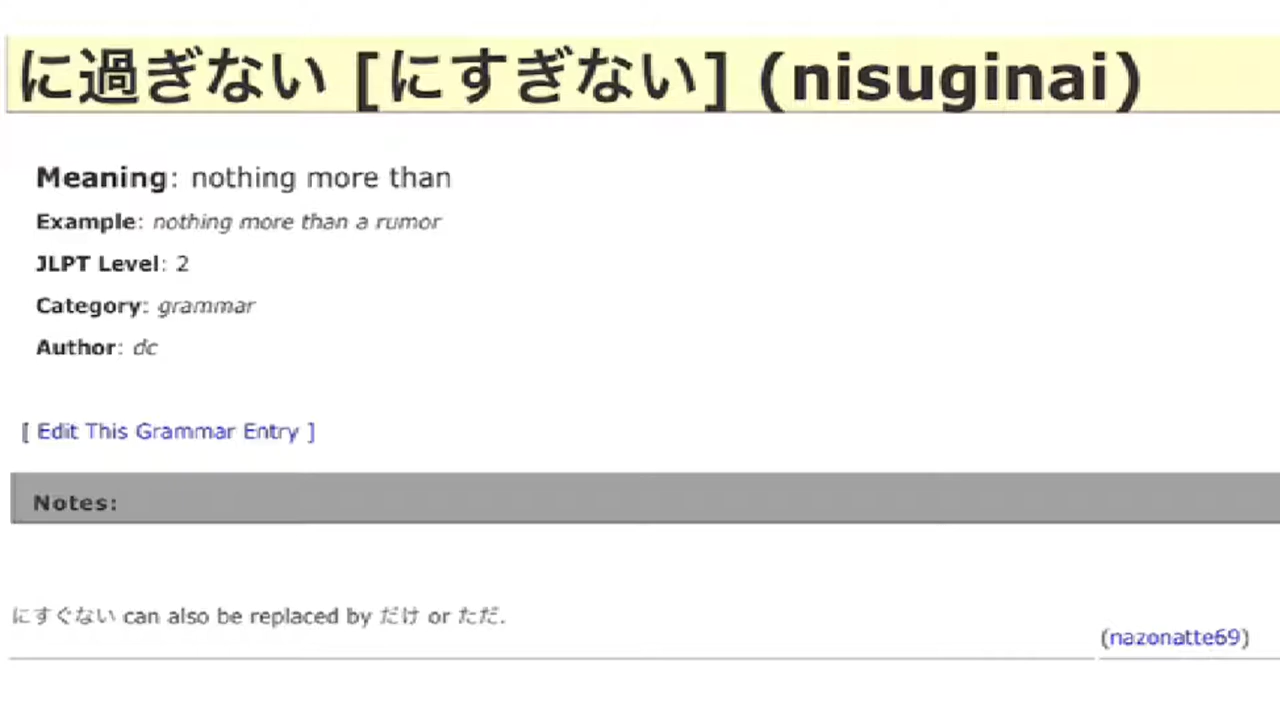 に過ぎない [にすぎない] (nisuginai)
Meaning: nothing more than
Example: nothing more than a rumor
JLPT Level: 2
Category: grammar
Author: dc
[ Edit This Grammar Entry ]
Notes:
にすぐない can also be replaced by だけ or ただ.
(nazonatte69)